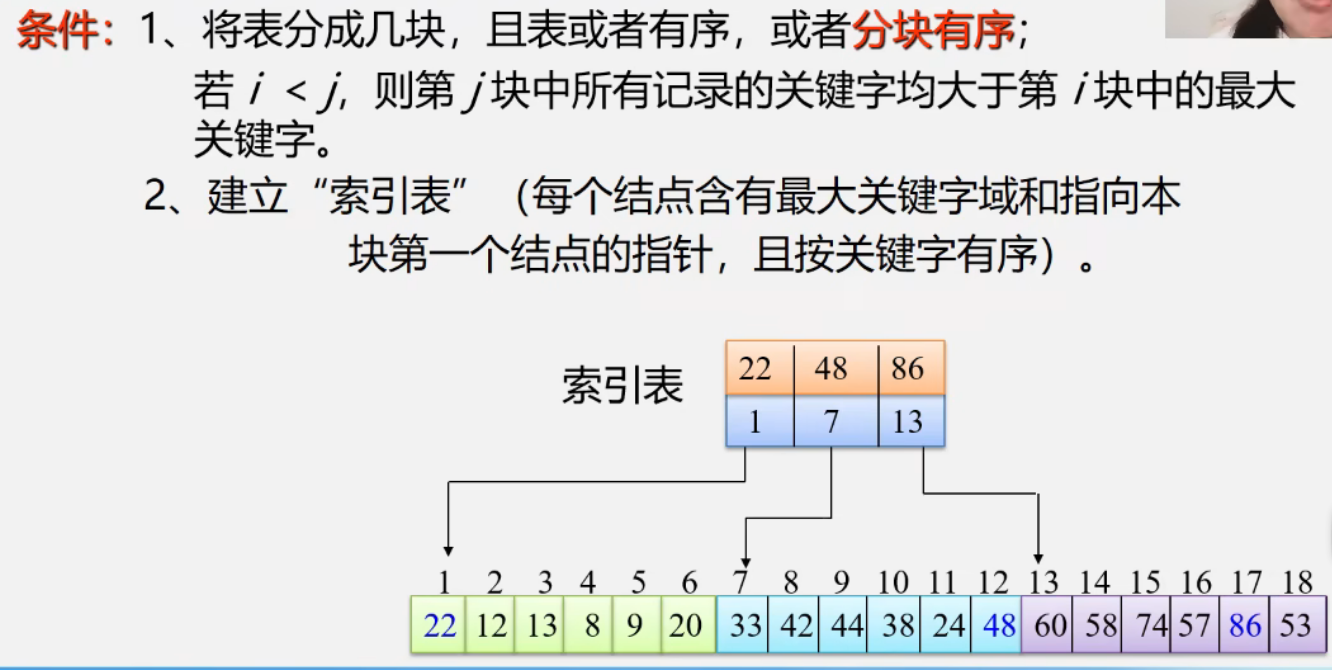 条件：1、将表分成几块，且表或者有序，或者分块有序；
若 i < j，则第 j 块中所有记录的关键字均大于第 i 块中的最大
关键字。
2、建立“索引表”（每个结点含有最大关键字域和指向本
块第一个结点的指针，且按关键字有序）。
索引表
22 48 86
1 7 13
1 2 3 4 5 6 7 8 9 10 11 12 13 14 15 16 17 18
22 12 13 8 9 20 33 42 44 38 24 48 60 58 74 57 86 53